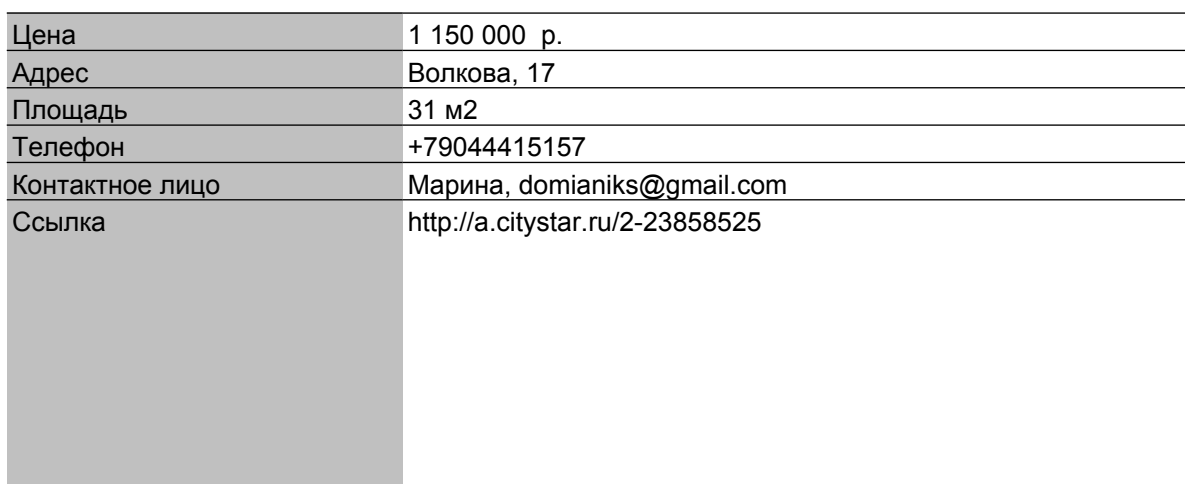 Цена 1 150 000 р.
Адрес Волкова, 17
Площадь 31 м2
Телефон +79044415157
Контактное лицо Марина, domianiks@gmail.com
Ссылка http://a.citystar.ru/2-23858525